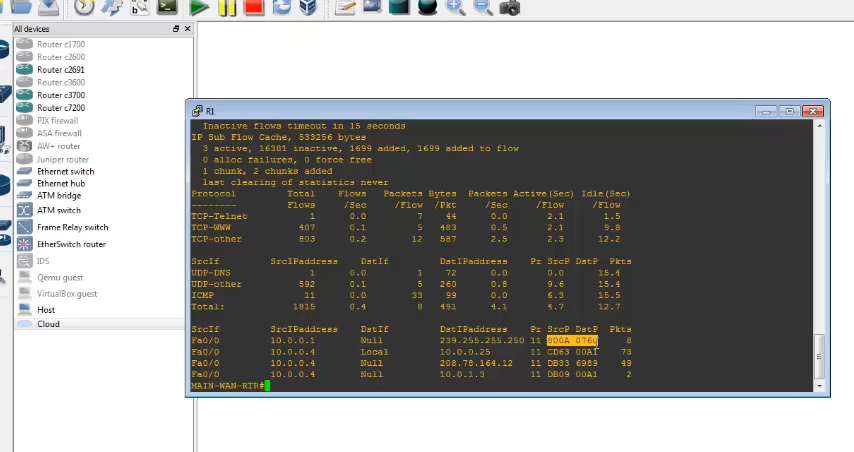 All devices
Router c1700
Router c2600
Router c2691
Router c3600
Router c3700
Router c7200
PIX firewall
ASA firewall
AW+ router
Juniper router
Ethernet switch
Ethernet hub
ATM bridge
ATM switch
Frame Relay switch
EtherSwitch router
IDS
Qemu guest
VirtualBox guest
Host
Cloud
R1
Inactive flows timeout in 15 seconds
IP Sub Flow Cache, 533256 bytes
3 active, 16381 inactive, 1699 added, 1699 added to flow
0 alloc failures, 0 force free
1 chunk, 2 chunks added
last clearing of statistics never
Protocol Total Flows Packets Bytes Packets Active(Sec) Idle(Sec)
-------- Flows /Sec /Flow /Pkt /Sec /Flow /Flow
TCP-Telnet 1 0.0 7 44 0.0 2.1 1.5
TCP-WWW 407 0.1 5 483 0.5 2.1 9.8
TCP-other 803 0.2 12 587 2.5 2.3 12.2
SrcIf SrcIPaddress DstIf DstIPaddress Pr SrcP DstP Pkts
UDP-DNS 1 0.0 1 72 0.0 0.0 15.4
UDP-other 592 0.1 5 260 0.8 9.6 15.4
ICMP 11 0.0 33 99 0.0 6.3 15.5
Total: 1815 0.4 8 491 4.1 4.7 12.7
SrcIf SrcIPaddress DstIf DstIPaddress Pr SrcP DstP Pkts
Fa0/0 10.0.0.1 Null 239.255.255.250 11 800A 076C 8
Fa0/0 10.0.0.4 Local 10.0.0.25 11 CD63 00A1 73
Fa0/0 10.0.0.4 Null 208.78.164.12 11 DB33 6989 49
Fa0/0 10.0.0.4 Null 10.0.1.3 11 DB09 00A1 2
MAIN-WAN-RTR#